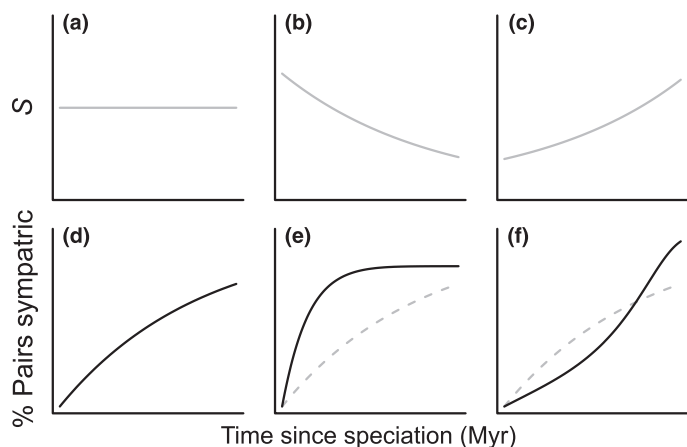 (a)
(b)
(c)
S
(d)
(e)
(f)
% Pairs sympatric
Time since speciation (Myr)